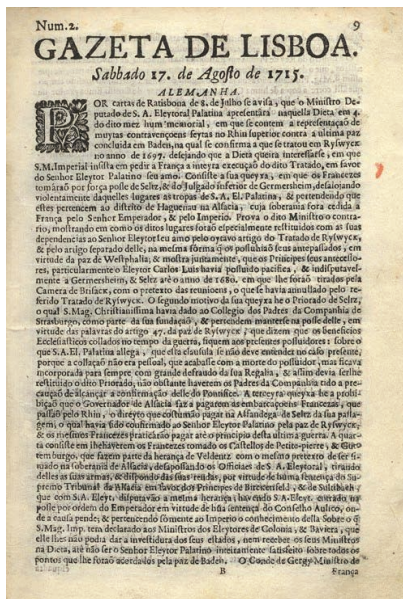 Num.2.
9
GAZETA DE LISBOA.
Sabbado 17. de Agosto de 1715.
ALEMANHA.
POR cartas de Ratisbona de 8. de Julho se avisa, que o Ministro De-
putado de S. A. Eleytoral Palatina apresentára naquella Dieta em 4.
do dito mez hum memorial, em que se contem a representaçaõ de
muytas contravençoens feytas no Rhin superior contra a ultima paz
concluida em Baden, na qual se confirma a que se tratou em Ryswyck
no anno de 1697. desejando que a Dieta queira interessarse, em que
S.M.Imperial insista em pedir a França a inteyra execuçaõ do dito Tratado, em favor
do Senhor Eleytor Palatino seu amo. Consiste a sua queyxa, em que os Francezes
tomáraõ por força posse de Seltz, & do Julgado inferior de Germersheim, desalojando
violentamente daquelles lugares as tropas de S. A. El. Palatina, & pertendendo que
estes pertencem ao districto de Haguenau na Alsacia, cuja soberania fora cedida a
França pelo Senhor Emperador, & pelo Imperio. Prova o dito Ministro o contra-
rio, mostrando em como os ditos lugares foraõ especialmente restituidos com as suas
dependencias ao Senhor Eleytor seu amo pelo oytavo artigo do Tratado de Ryswyck,
& pelo artigo separado delle, na mesma fórma q̃ os possuhiaõ seus antepassados, em
virtude da paz de Westphalia; & mostra juntamente, que os Principes seus antecesso-
res, particularmente o Eleytor Carlos Luis havia possuido pacifica, & indisputavel-
mente a Germersheim, & Seltz até o anno de 1680. em que lhe foraõ tirados pela
Camera de Brisack, com o pretexto das reunioens, o que se havia annullado pelo re-
ferido Tratado de Ryswyck. O segundo motivo da sua queyxa he o Priorado de Seltz,
o qual S.Mag. Christianissima havia dado ao Collegio dos Padres da Companhia de
Strasburgo, como parte da sua fundaçaõ, & pertendem manterse na posse delle, em
virtude das palavras do artigo 47. da paz de Ryswyck, que dizem que os beneficios
Ecclesiasticos collados no tempo da guerra, fiquem aos presentes possuidores: sobre o
que S.A.El. Palatina allega, que esta clausula se naõ deve entender no caso presente,
porque a collaçaõ naõ era pessoal, que acabasse com a morte do possuidor, mas ficava
incorporada para sempre com grande defraudo da sua Regalia, & assim devia serlhe
restituido o dito Priorado, naõ obstante haverem os Padres da Companhia tido a pre-
cauçaõ de alcançar a confirmaçaõ delle do Pontifice. A terceyra queyxa he a prohi-
biçaõ que o Governador de Alsacia faz a pagarem as embarcaçoens Francezas, que
passaõ pelo Rhin, o direyto que costumáo pagar na Alfandega de Seltz da sua passa-
gem, o qual havia sido confirmado ao Senhor Eleytor Palatino pela paz de Ryswyck,
& os mesmos Francezes praticáraõ pagar até o principio desta ultima guerra. A quar-
ta consiste em lhe haverem os Francezes tomado os Castellos de Petite-pierre, & Gut-
temburgo, que fazem parte da herança de Veldentz com o mesmo pretexto de ser si-
tuado na soberania de Alsacia, desapossando os Officiaes de S. A. Eleytoral, tirando
delles as suas armas, & dispondo das suas rendas, por virtude de huma sentença do Su-
premo Tribunal da Alsacia em favor dos Principes de Birckenfeld, & de Sultzbach
que com S.A. Eleyt. disputavaõ a mesma herança; havendo S.A.Eleyt. entrado na
posse por ordem do Emperador em virtude de hũa sentença do Conselho Aulico, on-
de a causa pende; & pertencendo sómente ao Imperio o conhecimento della Sobre o q̃
S.Mag. Imp. tem declarado aos Ministros dos Eleytores de Colonia, & Baviera, que
elle lhes naõ podia dar a investidura dos seus estados, nem receber os seus Ministros
na Dieta, até naõ ser o Senhor Eleytor Palatino inteiramente satisfeito sobre todos os
pontos que lhe foraõ acordados pela paz de Baden. O Conde de Gergy Ministro de
B
França